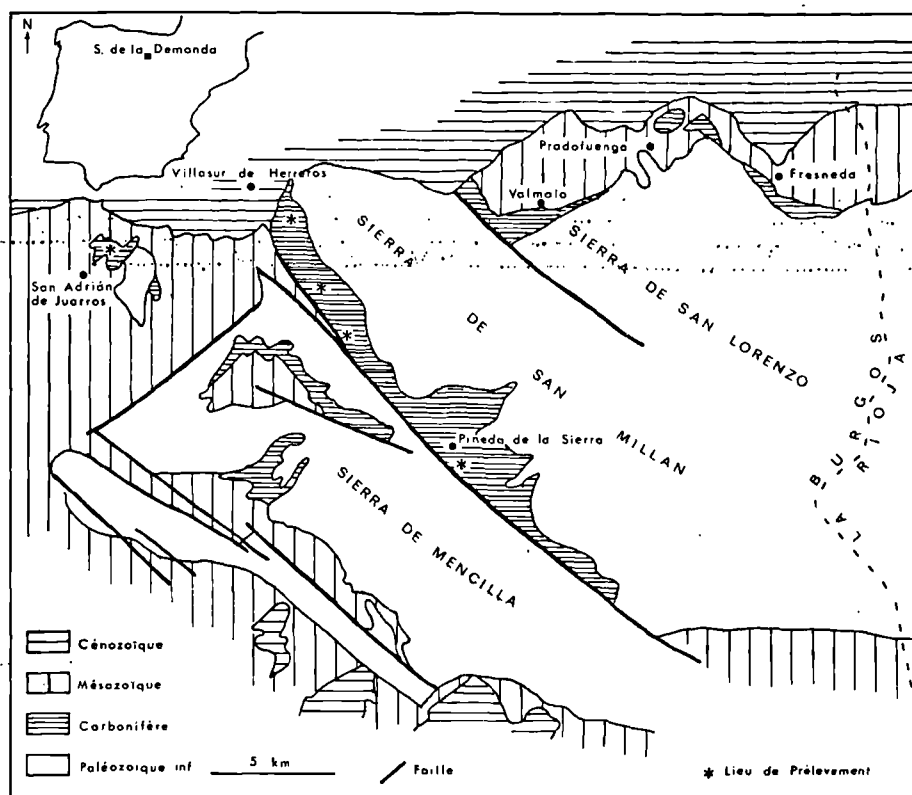 N
S. de la Demanda
Villasur de Herreros
Pradofuengo
Fresneda
Valmalo
San Adrián
de Juarros
SIERRA DE SAN MILLAN
SIERRA DE SAN LORENZO
BURGOS
LA RIOJA
Pineda de la Sierra
SIERRA DE MENCILLA
Cénozoïque
Mésozoïque
Carbonifère
Paléozoïque inf
5 km
Faille
* Lieu de Prélevement